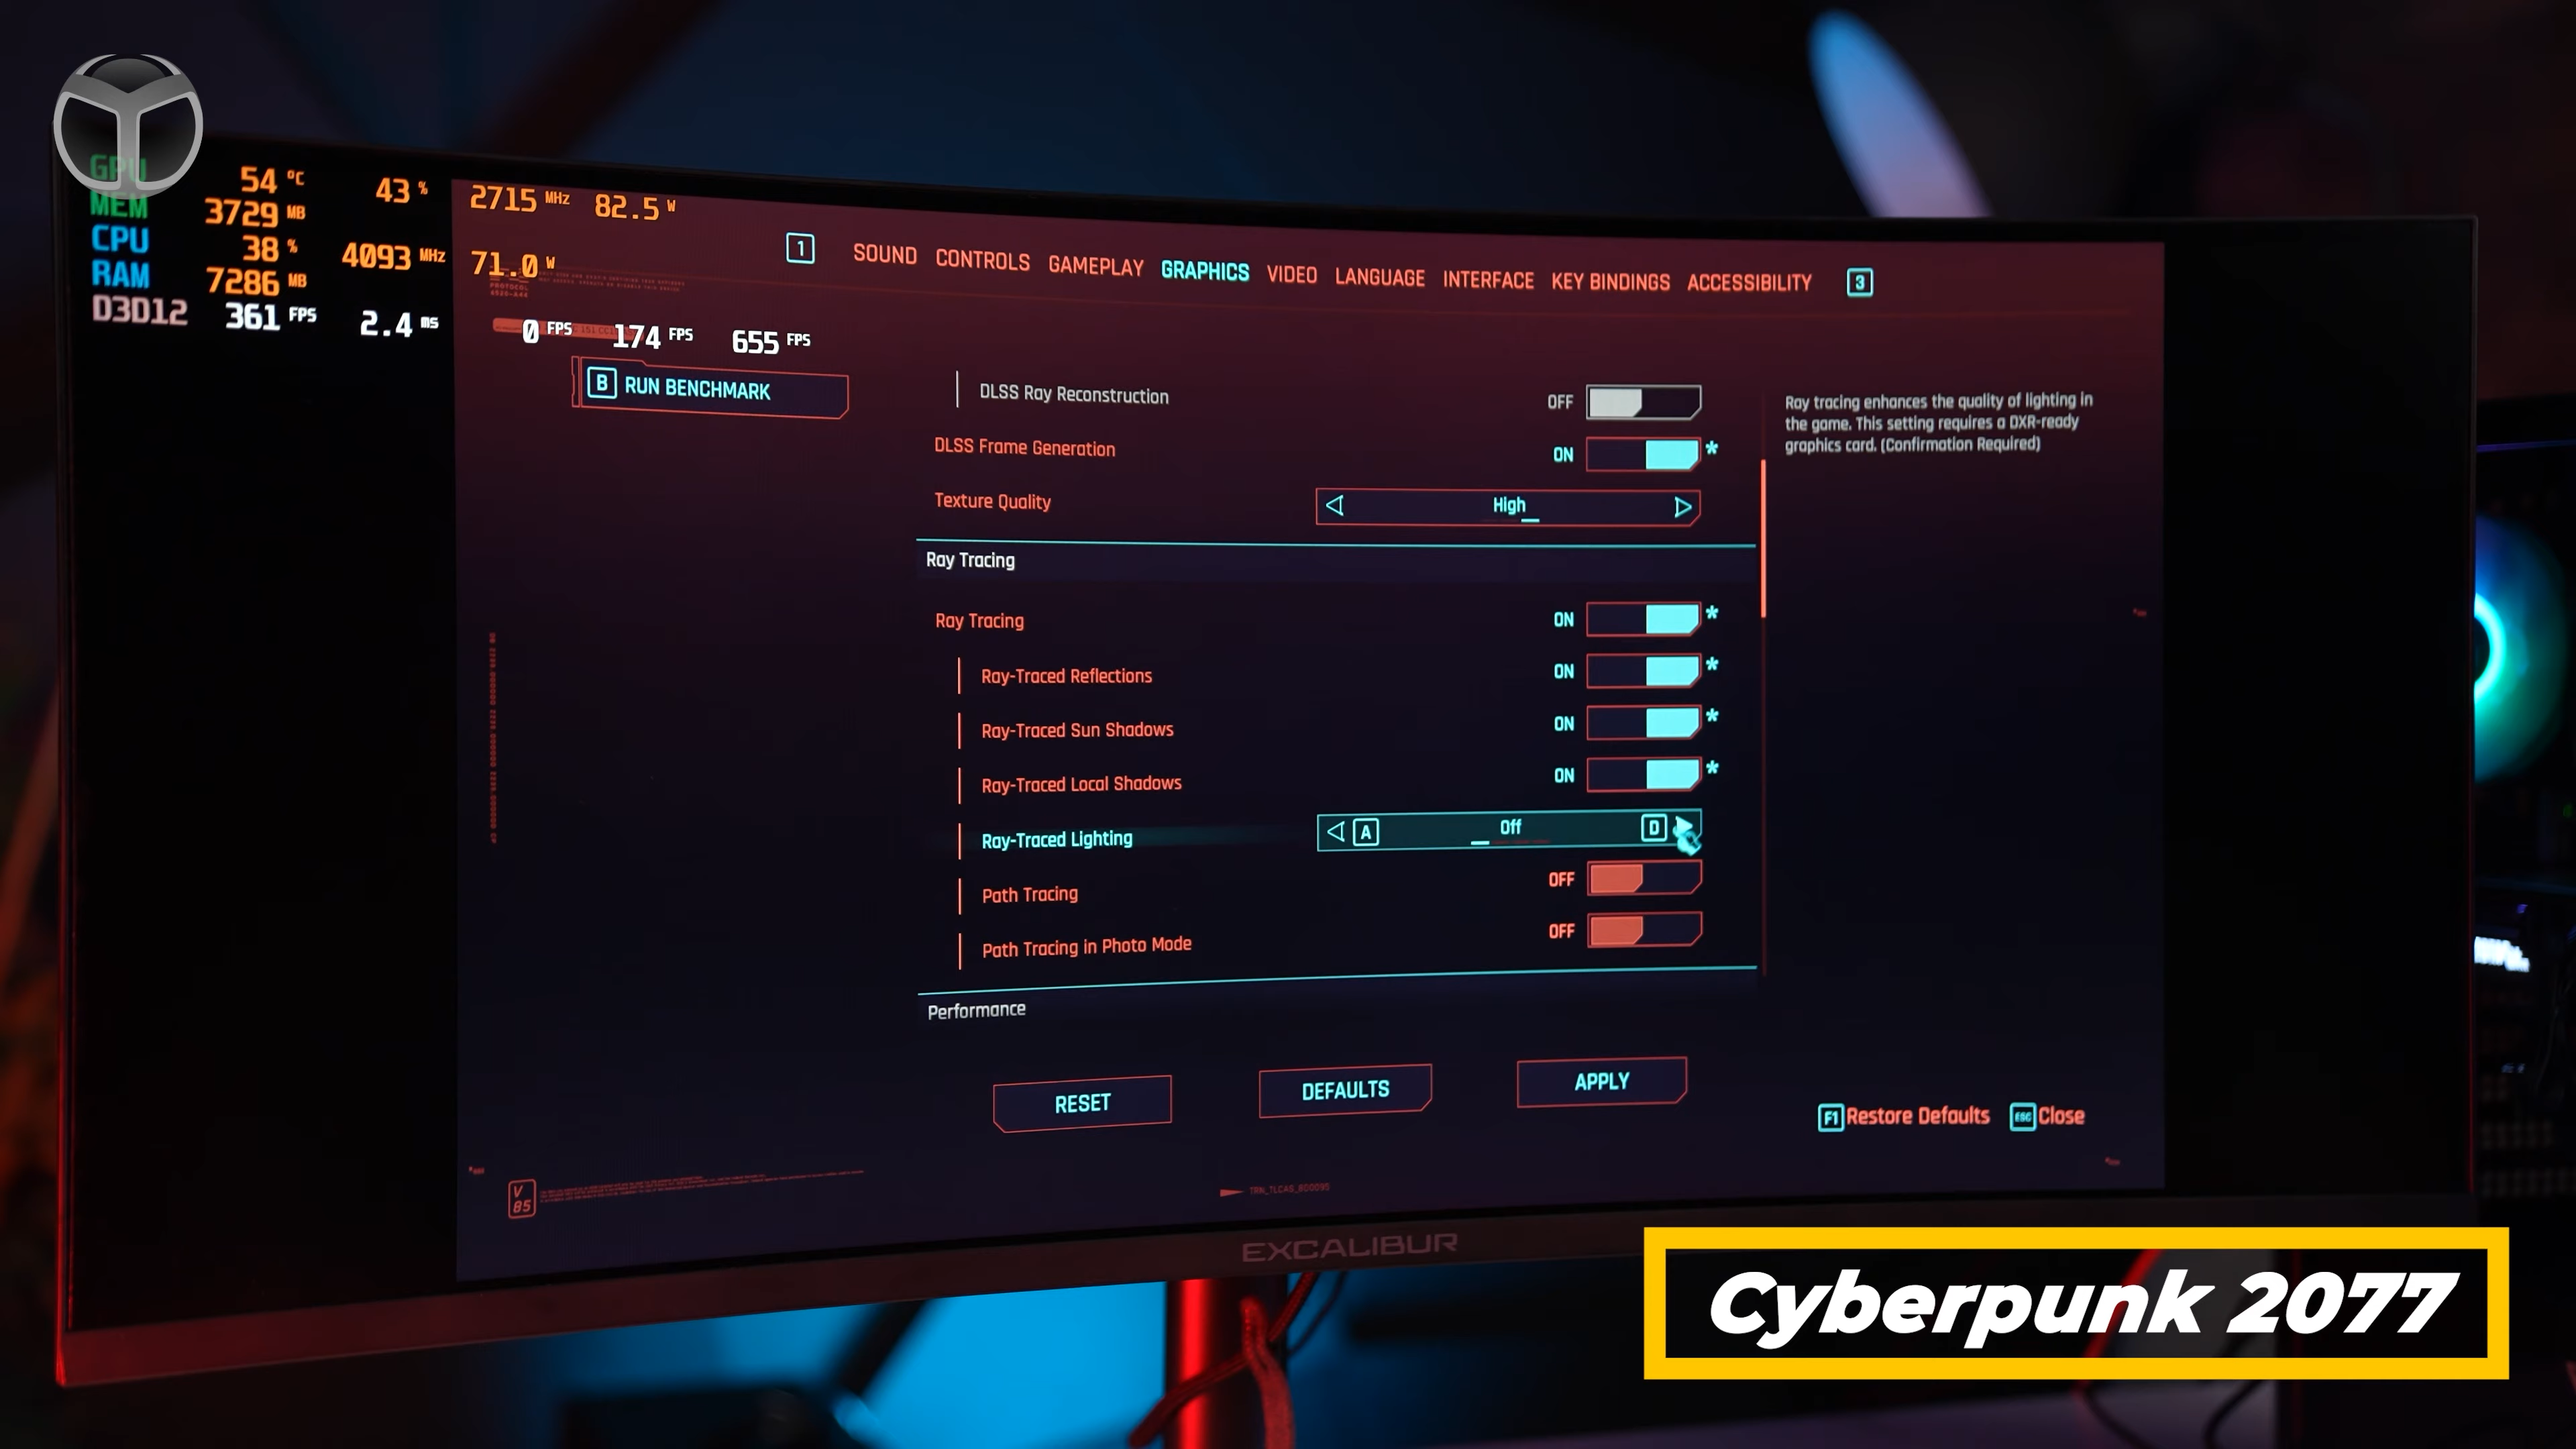 GPU 54 °C 43 % 2715 MHz 82.5 W
MEM 3729 MB
CPU 38 % 4093 MHz 71.0 W
RAM 7286 MB
D3D12 361 FPS 2.4 ms 0 FPS 174 FPS 655 FPS
1 SOUND CONTROLS GAMEPLAY GRAPHICS VIDEO LANGUAGE INTERFACE KEY BINDINGS ACCESSIBILITY 3
B RUN BENCHMARK
DLSS Ray Reconstruction OFF
DLSS Frame Generation ON *
Texture Quality High
Ray Tracing
Ray Tracing ON *
Ray-Traced Reflections ON *
Ray-Traced Sun Shadows ON *
Ray-Traced Local Shadows ON *
Ray-Traced Lighting A Off D
Path Tracing OFF
Path Tracing in Photo Mode OFF
Performance
Ray tracing enhances the quality of lighting in
the game. This setting requires a DXR-ready
graphics card. (Confirmation Required)
RESET DEFAULTS APPLY
F1 Restore Defaults ESC Close
V
85
TRN_TLCAS_800095
EXCALIBUR
Cyberpunk 2077